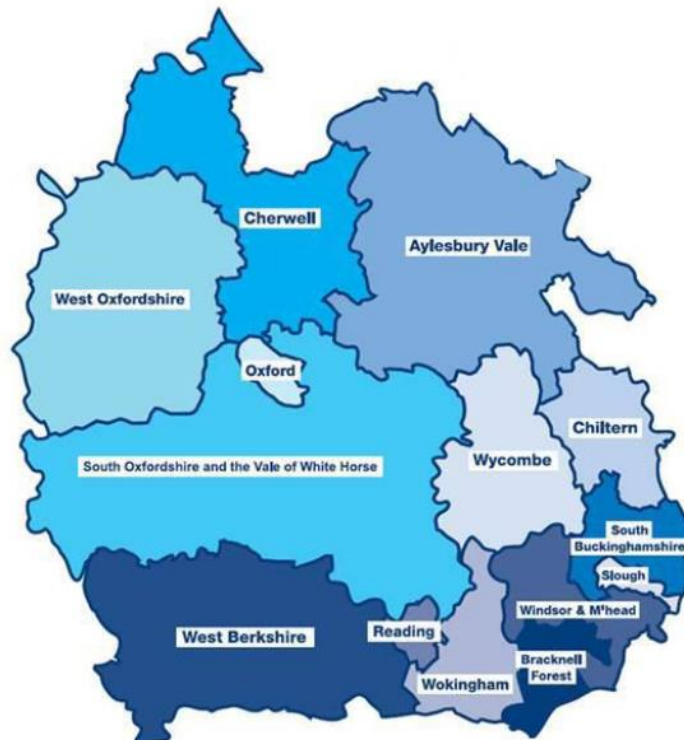 Cherwell
Aylesbury Vale
West Oxfordshire
Oxford
Chiltern
Wycombe
South Oxfordshire and the Vale of White Horse
South
Buckinghamshire
Slough
Windsor & M'head
Reading
West Berkshire
Bracknell
Forest
Wokingham